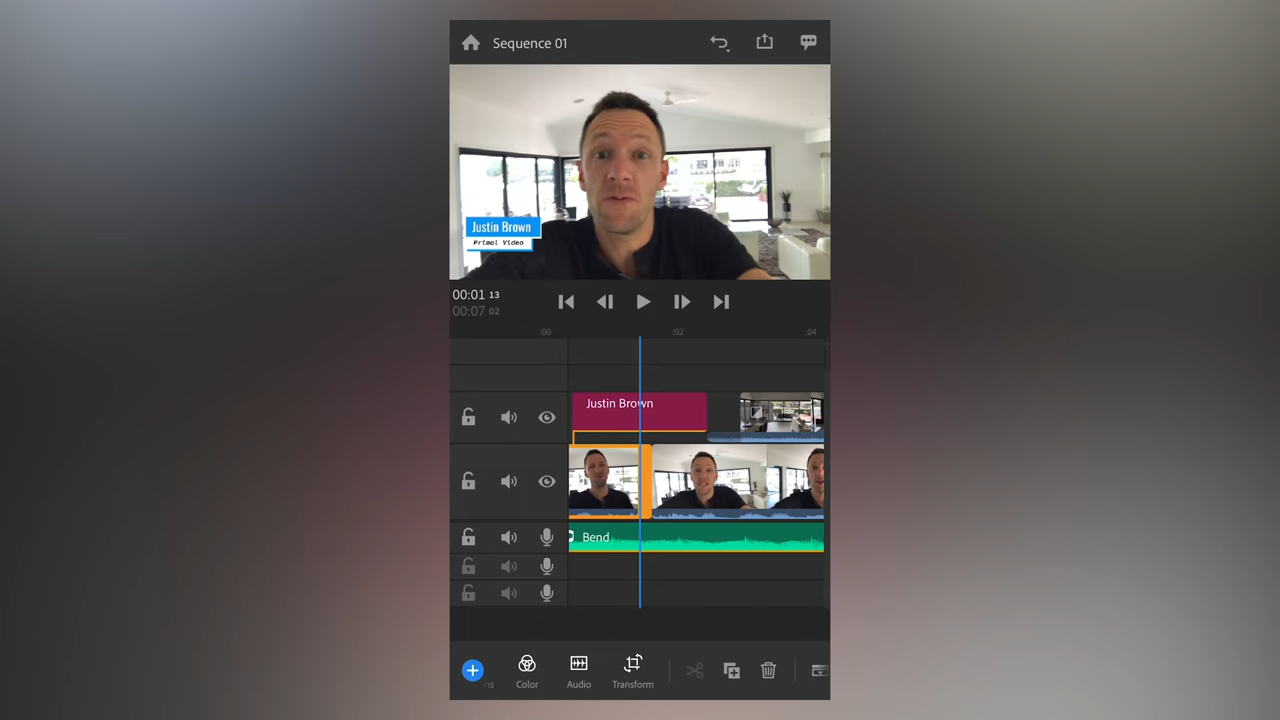 Sequence 01
Justin Brown
Primal Video
00:01 13
00:07 02
:00 :02 :04
Justin Brown
Bend
ns Color Audio Transform